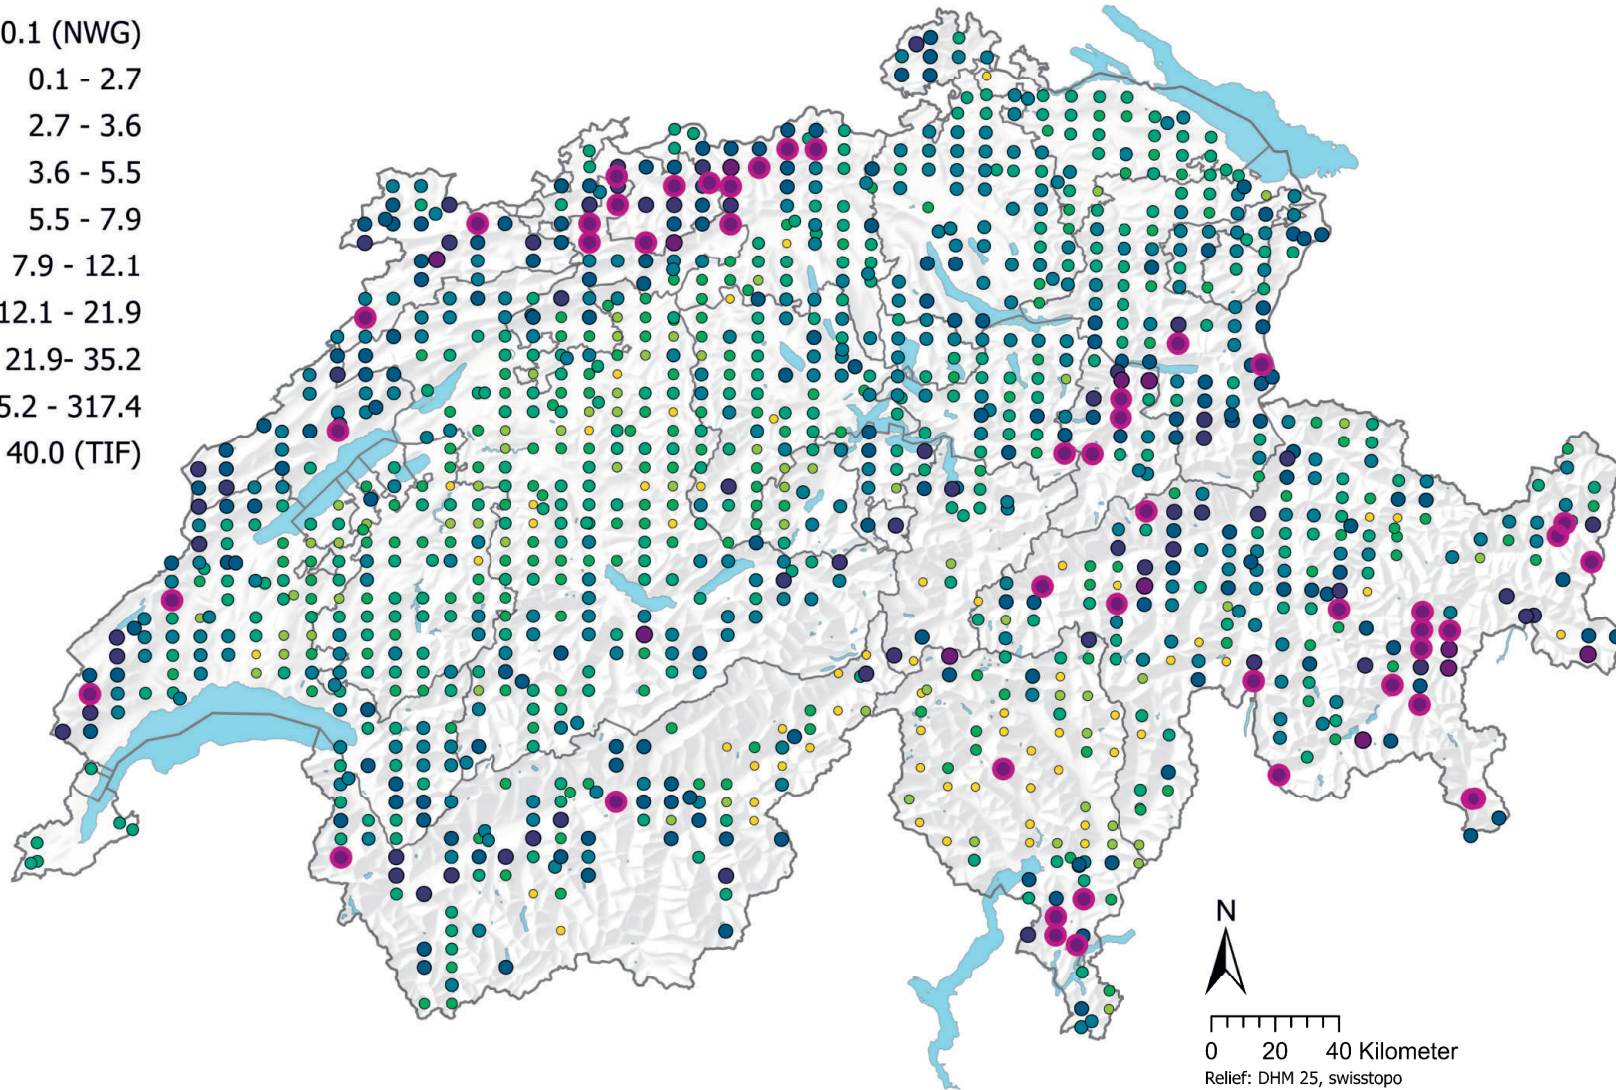 0.1 (NWG)
0.1 - 2.7
2.7 - 3.6
3.6 - 5.5
5.5 - 7.9
7.9 - 12.1
12.1 - 21.9
21.9- 35.2
5.2 - 317.4
40.0 (TIF)
N
0 20 40 Kilometer
Relief: DHM 25, swisstopo